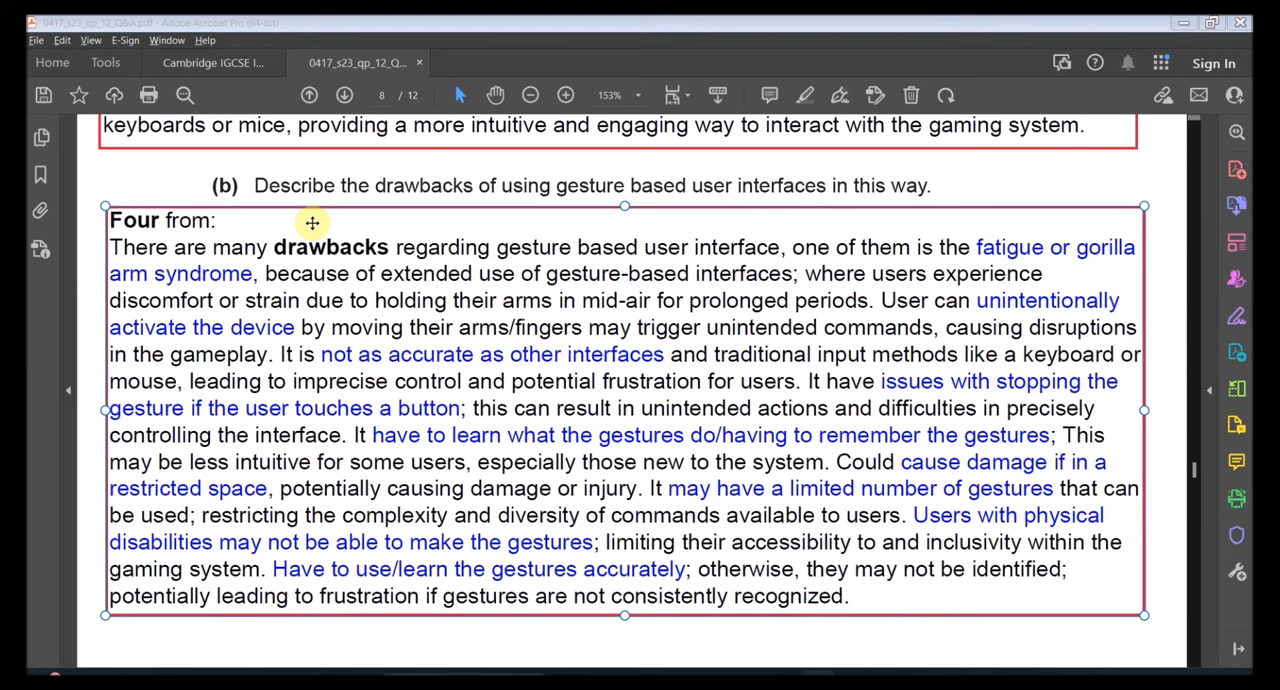 0417_s23_qp_12_Q&A.pdf - Adobe Acrobat Pro (64-bit)
File Edit View E-Sign Window Help
Home Tools Cambridge IGCSE I... 0417_s23_qp_12_Q... × Sign In
8 / 12 153%
keyboards or mice, providing a more intuitive and engaging way to interact with the gaming system.
(b) Describe the drawbacks of using gesture based user interfaces in this way.
Four from:
There are many drawbacks regarding gesture based user interface, one of them is the fatigue or gorilla
arm syndrome, because of extended use of gesture-based interfaces; where users experience
discomfort or strain due to holding their arms in mid-air for prolonged periods. User can unintentionally
activate the device by moving their arms/fingers may trigger unintended commands, causing disruptions
in the gameplay. It is not as accurate as other interfaces and traditional input methods like a keyboard or
mouse, leading to imprecise control and potential frustration for users. It have issues with stopping the
gesture if the user touches a button; this can result in unintended actions and difficulties in precisely
controlling the interface. It have to learn what the gestures do/having to remember the gestures; This
may be less intuitive for some users, especially those new to the system. Could cause damage if in a
restricted space, potentially causing damage or injury. It may have a limited number of gestures that can
be used; restricting the complexity and diversity of commands available to users. Users with physical
disabilities may not be able to make the gestures; limiting their accessibility to and inclusivity within the
gaming system. Have to use/learn the gestures accurately; otherwise, they may not be identified;
potentially leading to frustration if gestures are not consistently recognized.